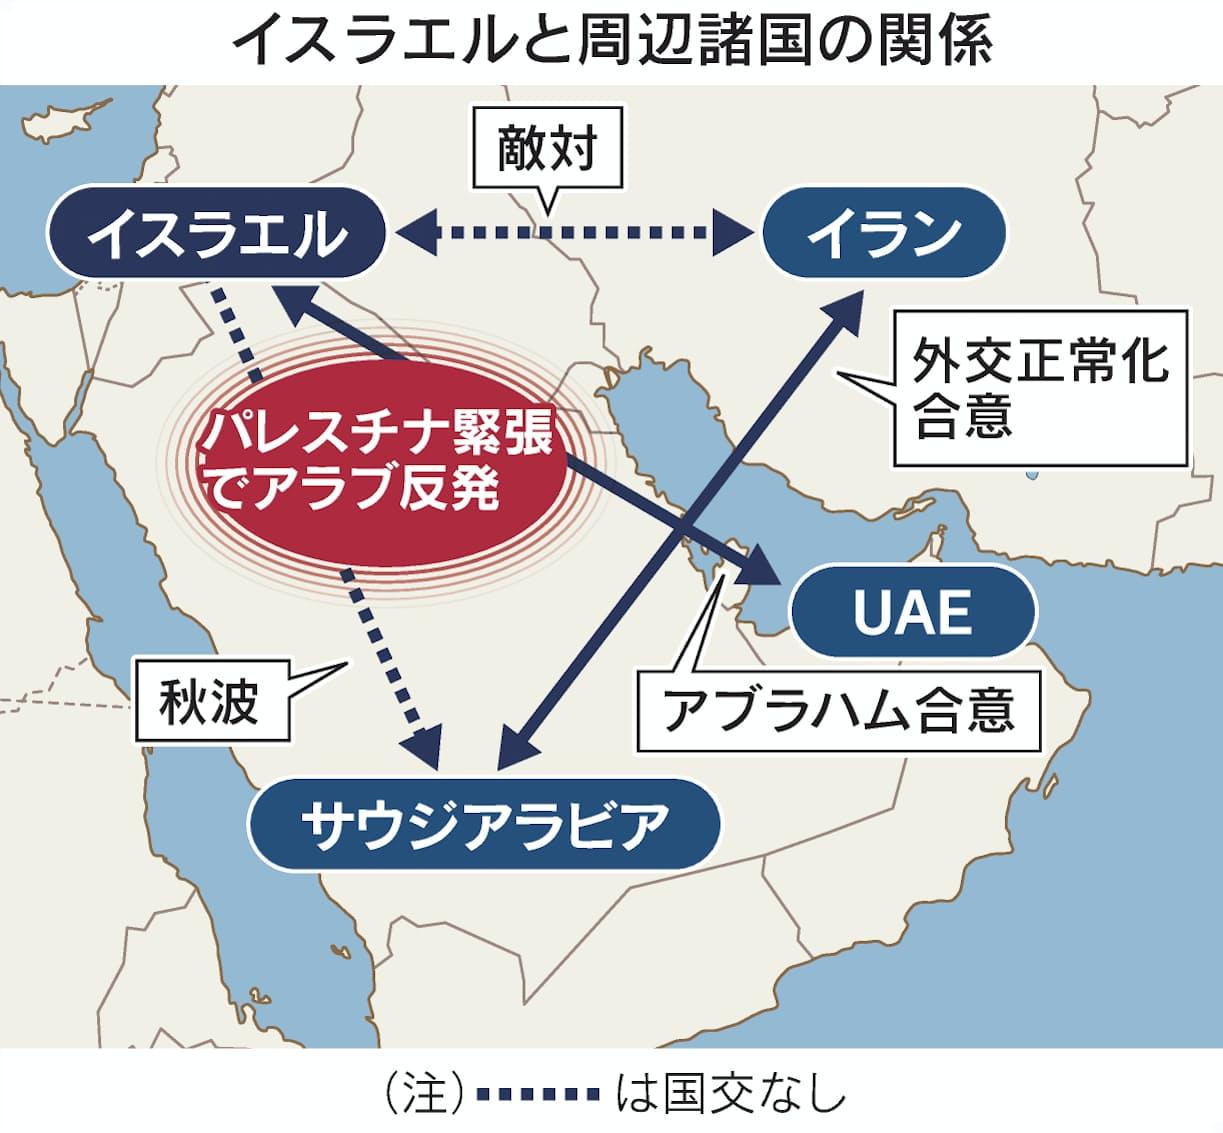 イスラエルと周辺諸国の関係
敵対
イスラエル
イラン
外交正常化
合意
パレスチナ緊張
でアラブ反発
UAE
秋波
アブラハム合意
サウジアラビア
（注）は国交なし